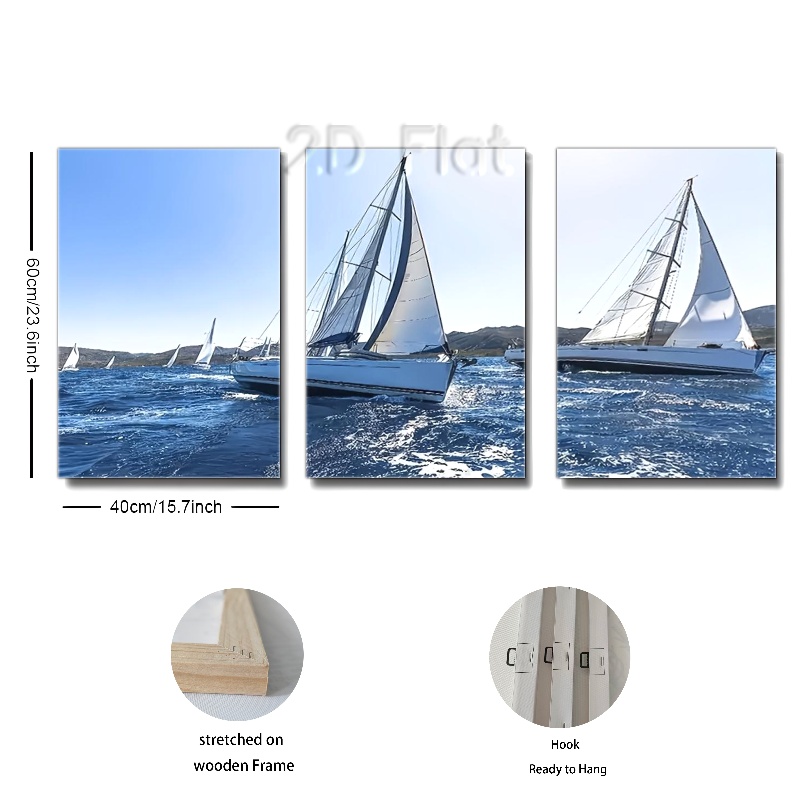 2D Flat
60cm/23.6inch
40cm/15.7inch
stretched on
wooden Frame
Hook
Ready to Hang